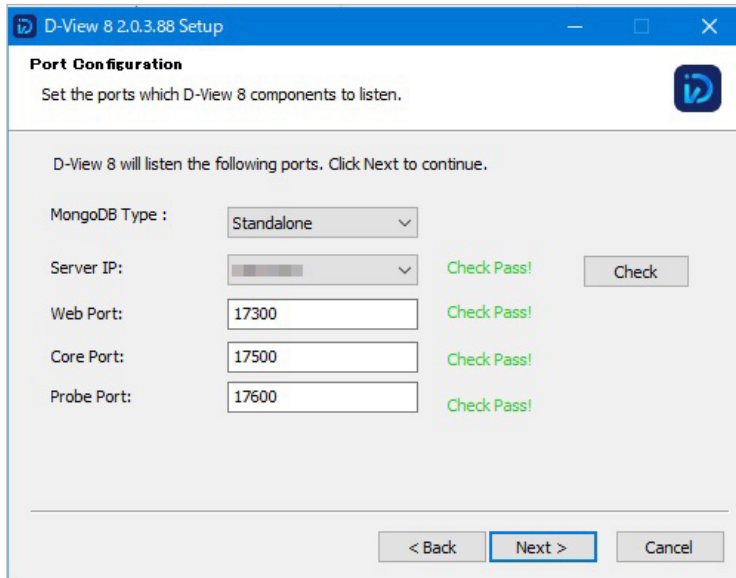 D-View 8 2.0.3.88 Setup
Port Configuration
Set the ports which D-View 8 components to listen.
D-View 8 will listen the following ports. Click Next to continue.
MongoDB Type : Standalone
Server IP: Check Pass! Check
Web Port: 17300 Check Pass!
Core Port: 17500 Check Pass!
Probe Port: 17600 Check Pass!
< Back Next > Cancel